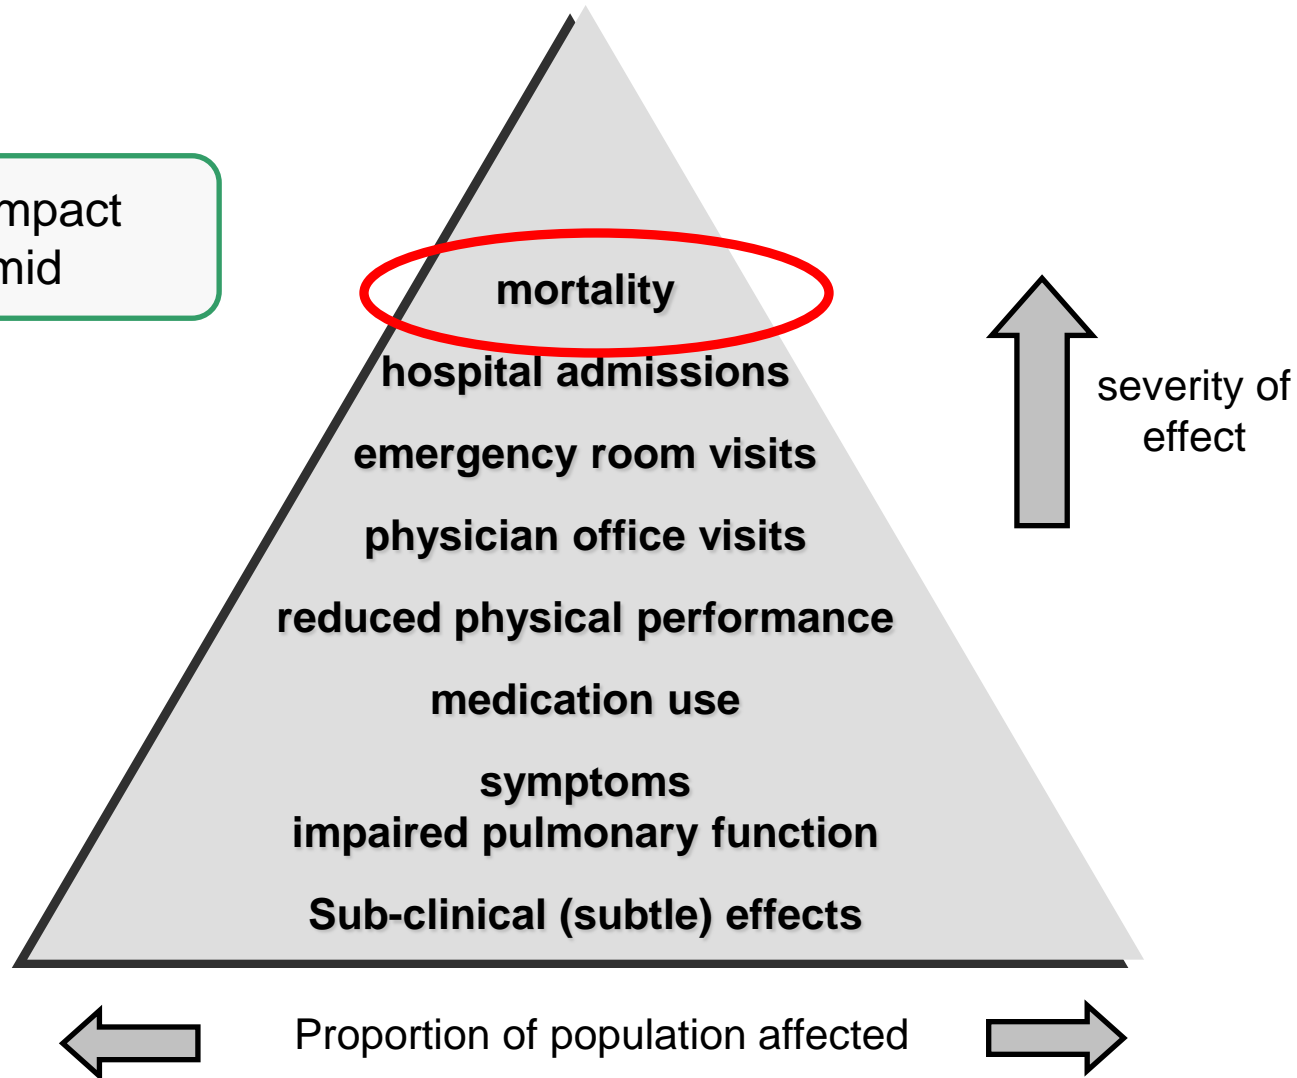 mpact
mid
mortality
hospital admissions
emergency room visits
physician office visits
reduced physical performance
medication use
symptoms
impaired pulmonary function
Sub-clinical (subtle) effects
severity of
effect
Proportion of population affected